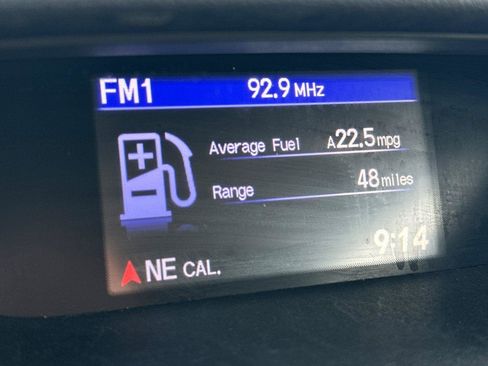 FM1 92.9 MHz
Average Fuel A22.5mpg
Range 48miles
9:14
NE CAL.